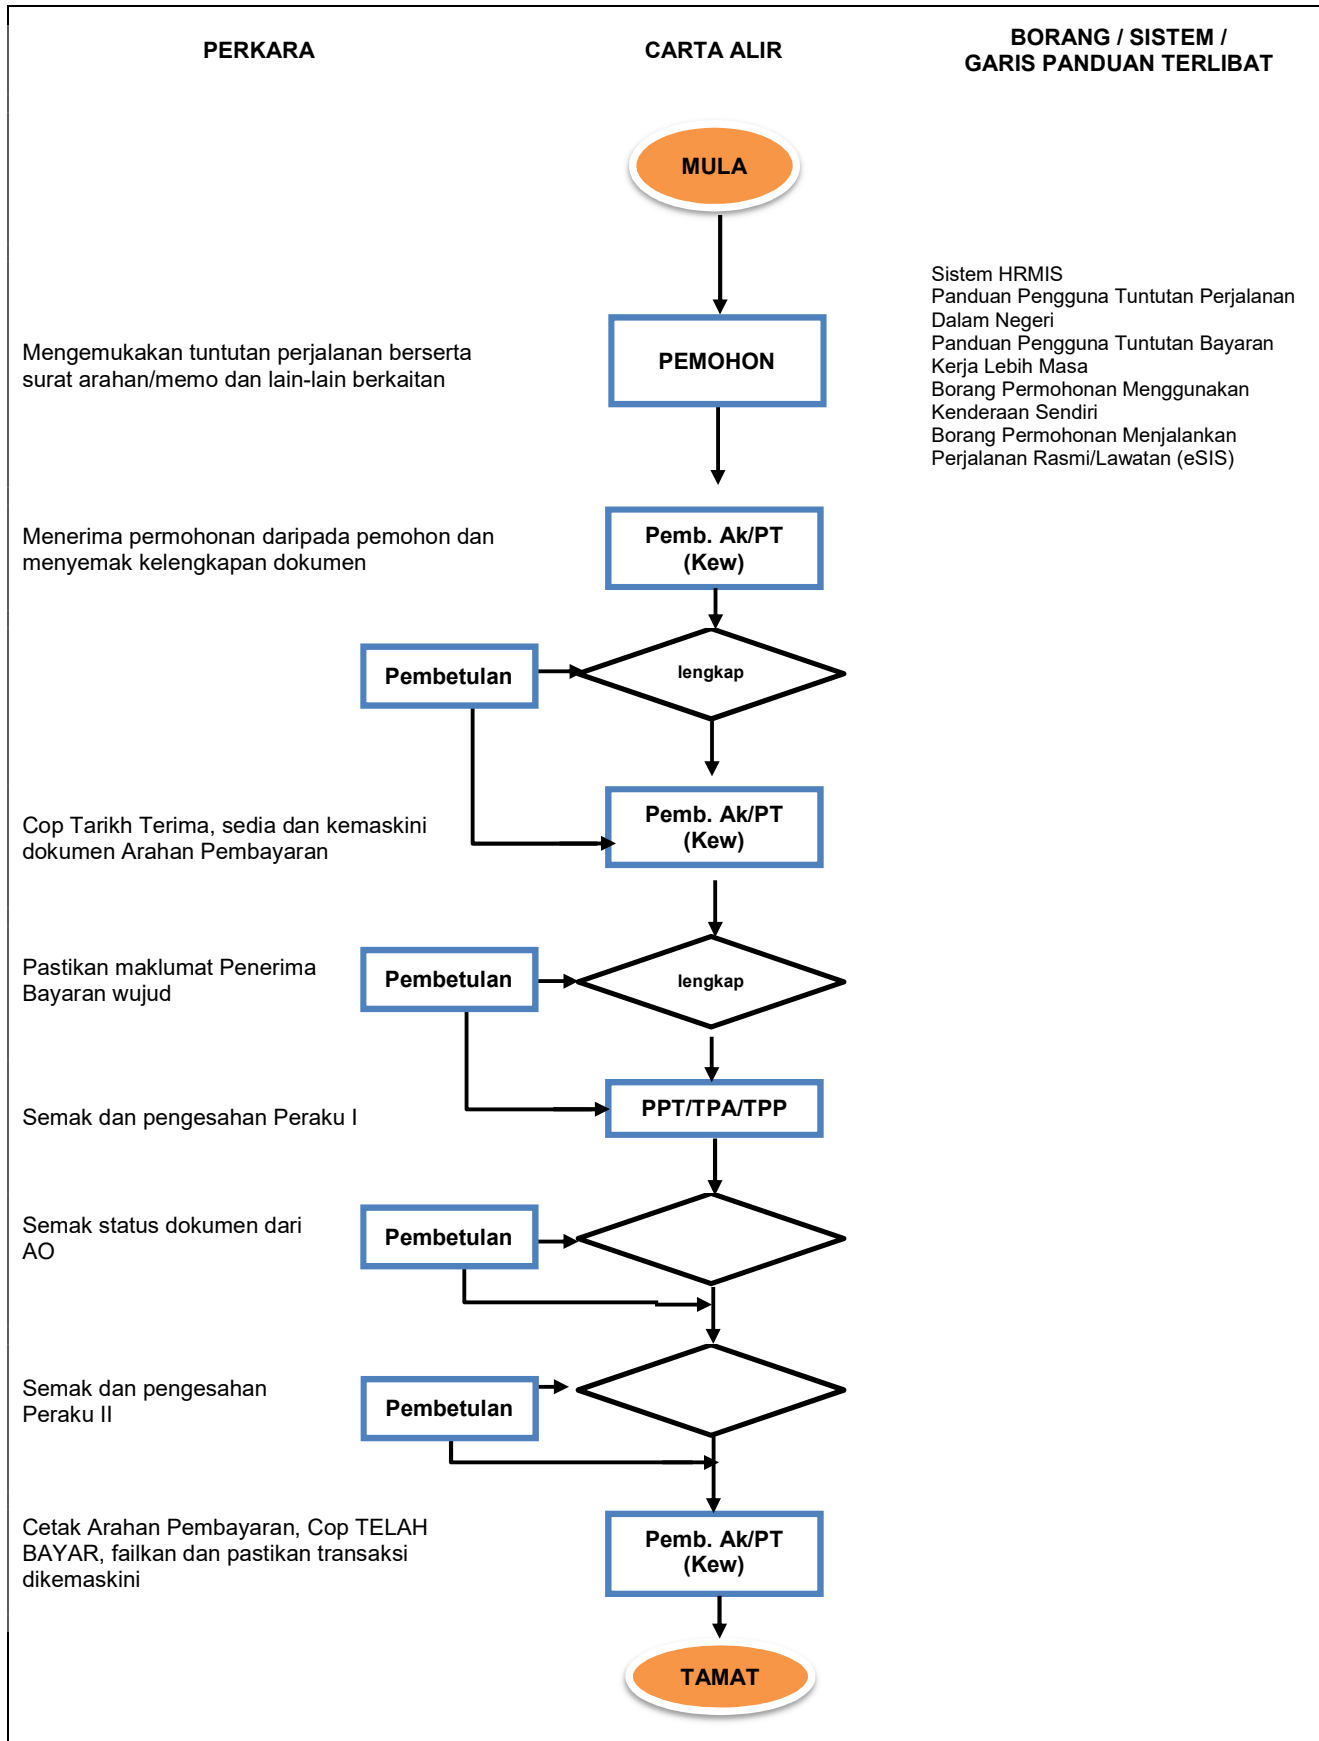 PERKARA
CARTA ALIR
BORANG / SISTEM /
GARIS PANDUAN TERLIBAT
MULA
Sistem HRMIS
Panduan Pengguna Tuntutan Perjalanan
Dalam Negeri
Panduan Pengguna Tuntutan Bayaran
Kerja Lebih Masa
Borang Permohonan Menggunakan
Kenderaan Sendiri
Borang Permohonan Menjalankan
Perjalanan Rasmi/Lawatan (eSIS)
Mengemukakan tuntutan perjalanan berserta
surat arahan/memo dan lain-lain berkaitan
PEMOHON
Menerima permohonan daripada pemohon dan
menyemak kelengkapan dokumen
Pemb. Ak/PT
(Kew)
Pembetulan
lengkap
Cop Tarikh Terima, sedia dan kemaskini
dokumen Arahan Pembayaran
Pemb. Ak/PT
(Kew)
Pastikan maklumat Penerima
Bayaran wujud
Pembetulan
lengkap
Semak dan pengesahan Peraku I
PPT/TPA/TPP
Semak status dokumen dari
AO
Pembetulan
Semak dan pengesahan
Peraku II
Pembetulan
Cetak Arahan Pembayaran, Cop TELAH
BAYAR, failkan dan pastikan transaksi
dikemaskini
Pemb. Ak/PT
(Kew)
TAMAT